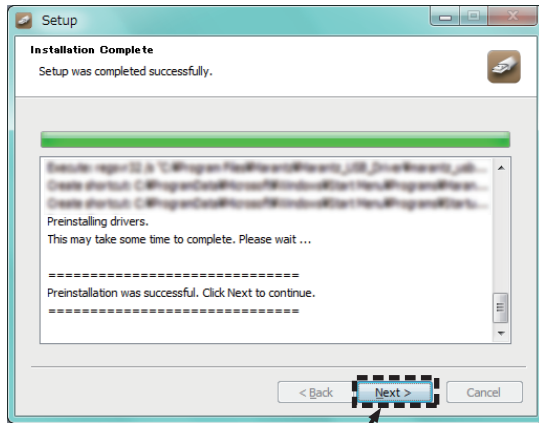 Setup
Installation Complete
Setup was completed successfully.
Preinstalling drivers.
This may take some time to complete. Please wait ...
==============================
Preinstallation was successful. Click Next to continue.
==============================
< Back
Next >
Cancel